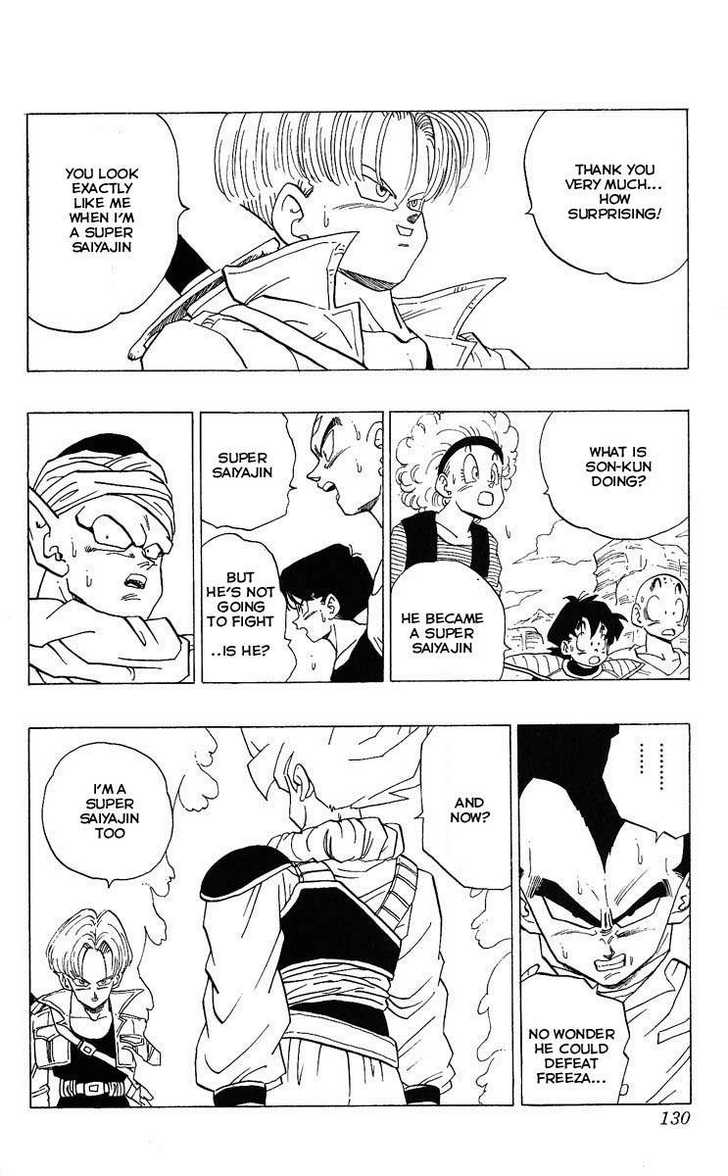 THANK YOU
VERY MUCH...
HOW
SURPRISING!
YOU LOOK
EXACTLY
LIKE ME
WHEN I'M
A SUPER
SAIYAJIN
WHAT IS
SON-KUN
DOING?
HE BECAME
A SUPER
SAIYAJIN
SUPER
SAIYAJIN
BUT
HE'S NOT
GOING
TO FIGHT
..IS HE?
NO WONDER
HE COULD
DEFEAT
FREEZA...
AND
NOW?
I'M A
SUPER
SAIYAJIN
TOO
130